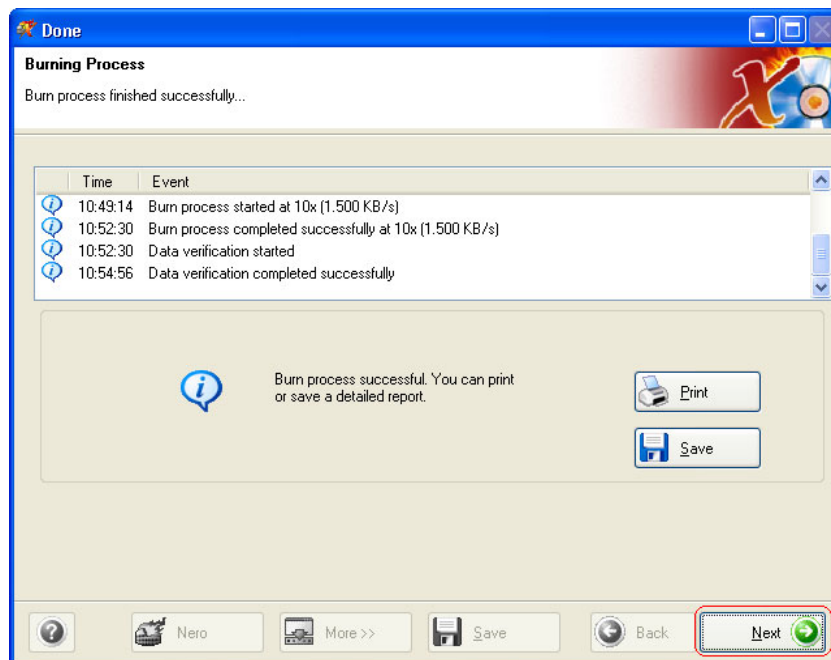 Done
Burning Process
Burn process finished successfully...
Time Event
10:49:14 Burn process started at 10x (1.500 KB/s)
10:52:30 Burn process completed successfully at 10x (1.500 KB/s)
10:52:30 Data verification started
10:54:56 Data verification completed successfully
Burn process successful. You can print
or save a detailed report.
Print
Save
Nero
More >>
Save
Back
Next